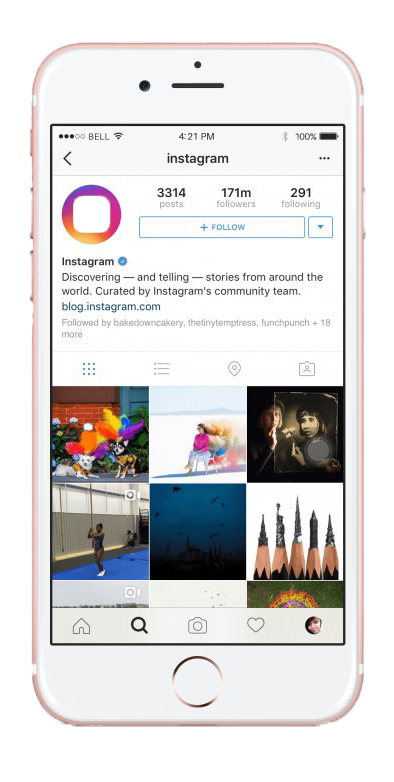 BELL 4:21 PM 100%
instagram
3314 171m 291
posts followers following
+ FOLLOW
Instagram
Discovering — and telling — stories from around the
world. Curated by Instagram's community team.
blog.instagram.com
Followed by bakedowncakery, thetinytemptress, funchpunch + 18
more